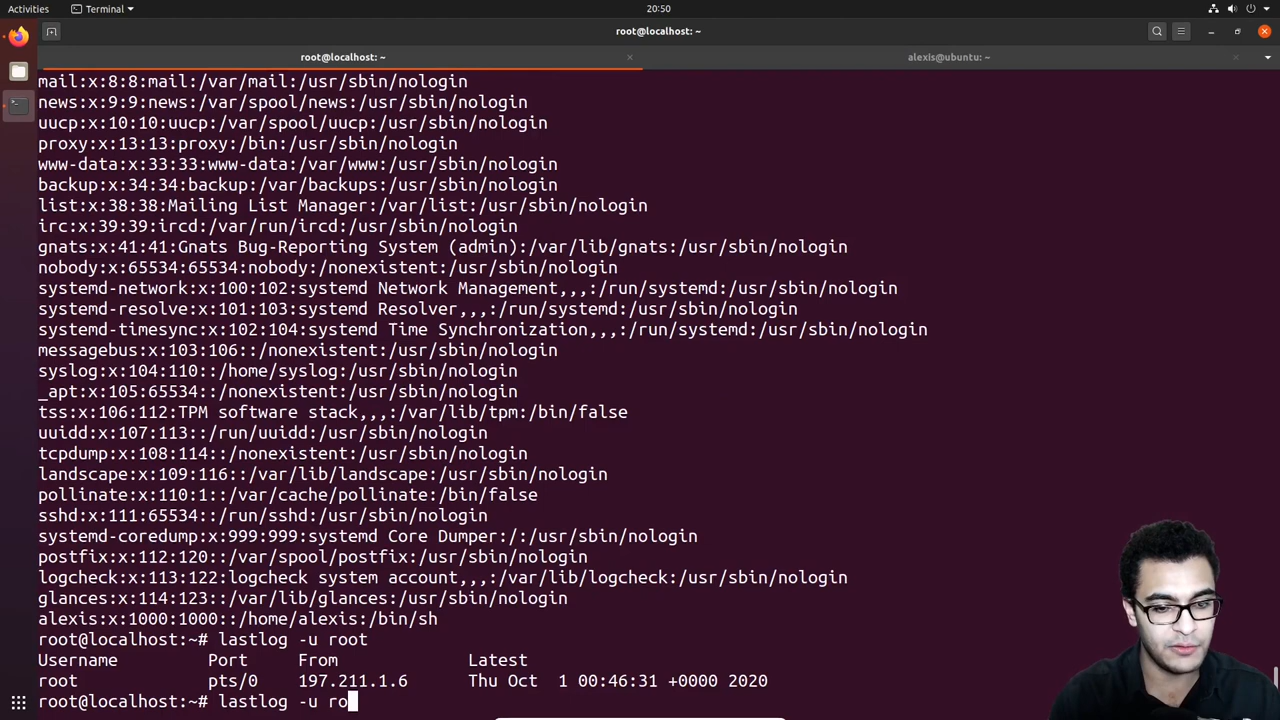 Activities Terminal 20:50
root@localhost: ~
root@localhost: ~ alexis@ubuntu: ~
mail:x:8:8:mail:/var/mail:/usr/sbin/nologin
news:x:9:9:news:/var/spool/news:/usr/sbin/nologin
uucp:x:10:10:uucp:/var/spool/uucp:/usr/sbin/nologin
proxy:x:13:13:proxy:/bin:/usr/sbin/nologin
www-data:x:33:33:www-data:/var/www:/usr/sbin/nologin
backup:x:34:34:backup:/var/backups:/usr/sbin/nologin
list:x:38:38:Mailing List Manager:/var/list:/usr/sbin/nologin
irc:x:39:39:ircd:/var/run/ircd:/usr/sbin/nologin
gnats:x:41:41:Gnats Bug-Reporting System (admin):/var/lib/gnats:/usr/sbin/nologin
nobody:x:65534:65534:nobody:/nonexistent:/usr/sbin/nologin
systemd-network:x:100:102:systemd Network Management,,,:/run/systemd:/usr/sbin/nologin
systemd-resolve:x:101:103:systemd Resolver,,,:/run/systemd:/usr/sbin/nologin
systemd-timesync:x:102:104:systemd Time Synchronization,,,:/run/systemd:/usr/sbin/nologin
messagebus:x:103:106::/nonexistent:/usr/sbin/nologin
syslog:x:104:110::/home/syslog:/usr/sbin/nologin
_apt:x:105:65534::/nonexistent:/usr/sbin/nologin
tss:x:106:112:TPM software stack,,,:/var/lib/tpm:/bin/false
uuidd:x:107:113::/run/uuidd:/usr/sbin/nologin
tcpdump:x:108:114::/nonexistent:/usr/sbin/nologin
landscape:x:109:116::/var/lib/landscape:/usr/sbin/nologin
pollinate:x:110:1::/var/cache/pollinate:/bin/false
sshd:x:111:65534::/run/sshd:/usr/sbin/nologin
systemd-coredump:x:999:999:systemd Core Dumper:/:/usr/sbin/nologin
postfix:x:112:120::/var/spool/postfix:/usr/sbin/nologin
logcheck:x:113:122:logcheck system account,,,:/var/lib/logcheck:/usr/sbin/nologin
glances:x:114:123::/var/lib/glances:/usr/sbin/nologin
alexis:x:1000:1000::/home/alexis:/bin/sh
root@localhost:~# lastlog -u root
Username Port From Latest
root pts/0 197.211.1.6 Thu Oct 1 00:46:31 +0000 2020
root@localhost:~# lastlog -u ro